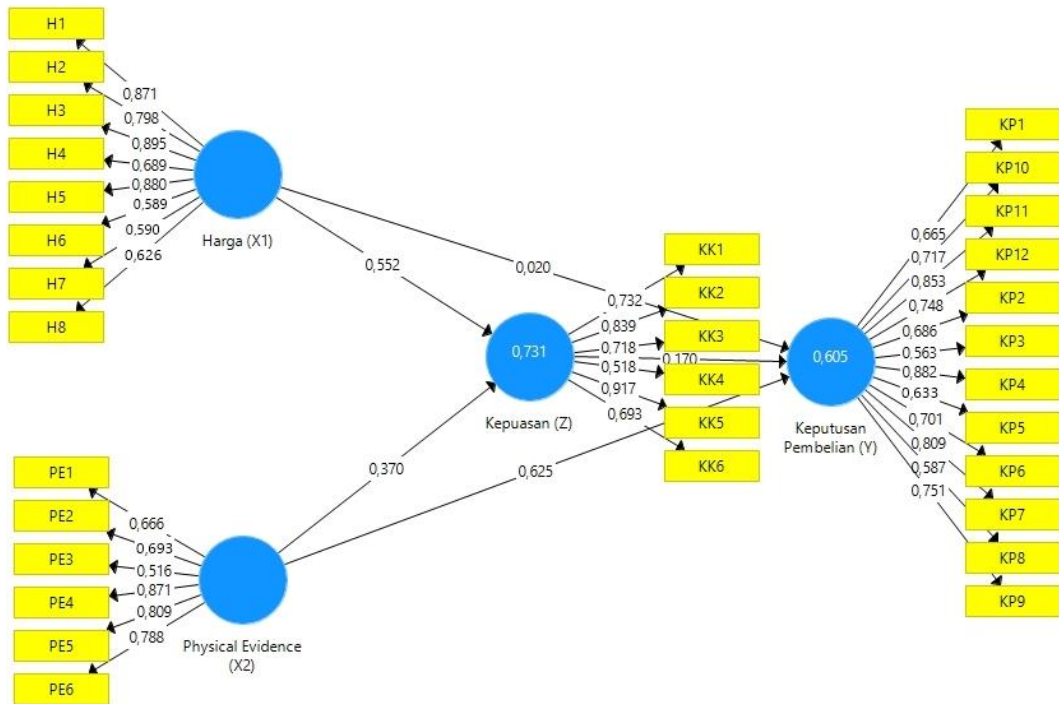 H1
H2
H3
H4
H5
H6
H7
H8
0,871
0,798
0,895
0,689
0,880
0,589
0,590
0,626
Harga (X1)
0,552
0,020
PE1
PE2
PE3
PE4
PE5
PE6
0,666
0,693
0,516
0,871
0,809
0,788
Physical Evidence
(X2)
0,370
0,625
0,731
Kepuasan (Z)
0,732
0,839
0,718
0,518
0,917
0,693
0,170
KK1
KK2
KK3
KK4
KK5
KK6
0,605
Keputusan
Pembelian (Y)
0,665
0,717
0,853
0,748
0,686
0,563
0,882
0,633
0,701
0,809
0,587
0,751
KP1
KP10
KP11
KP12
KP2
KP3
KP4
KP5
KP6
KP7
KP8
KP9